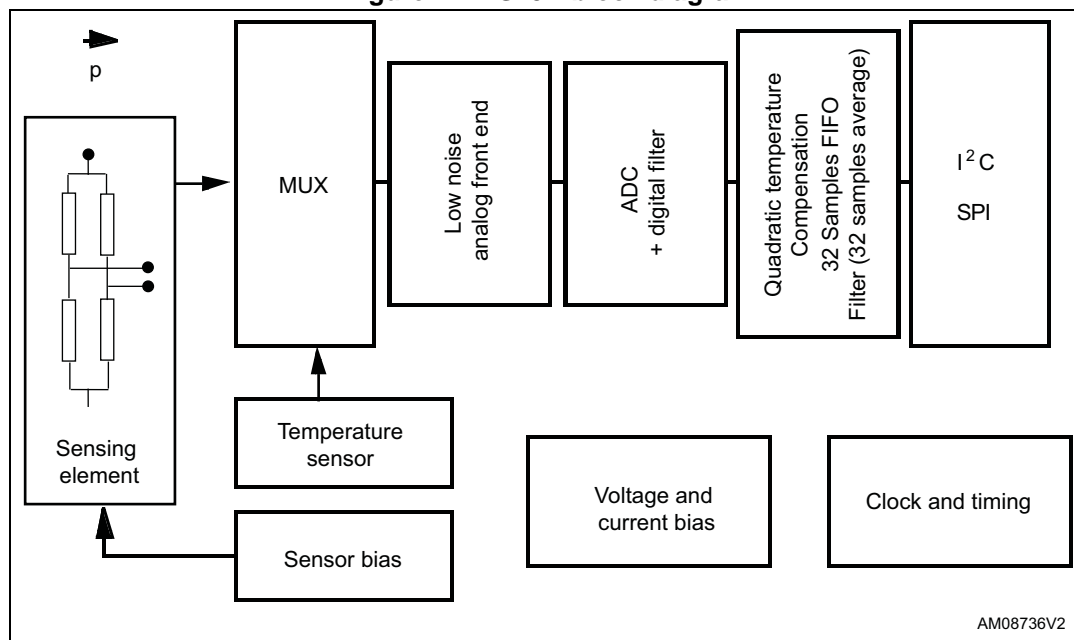 p
Sensing
element
MUX
Temperature
sensor
Sensor bias
Low noise
analog front end
ADC
+ digital filter
Quadratic temperature
Compensation
32 Samples FIFO
Filter (32 samples average)
I²C
SPI
Voltage and
current bias
Clock and timing
AM08736V2